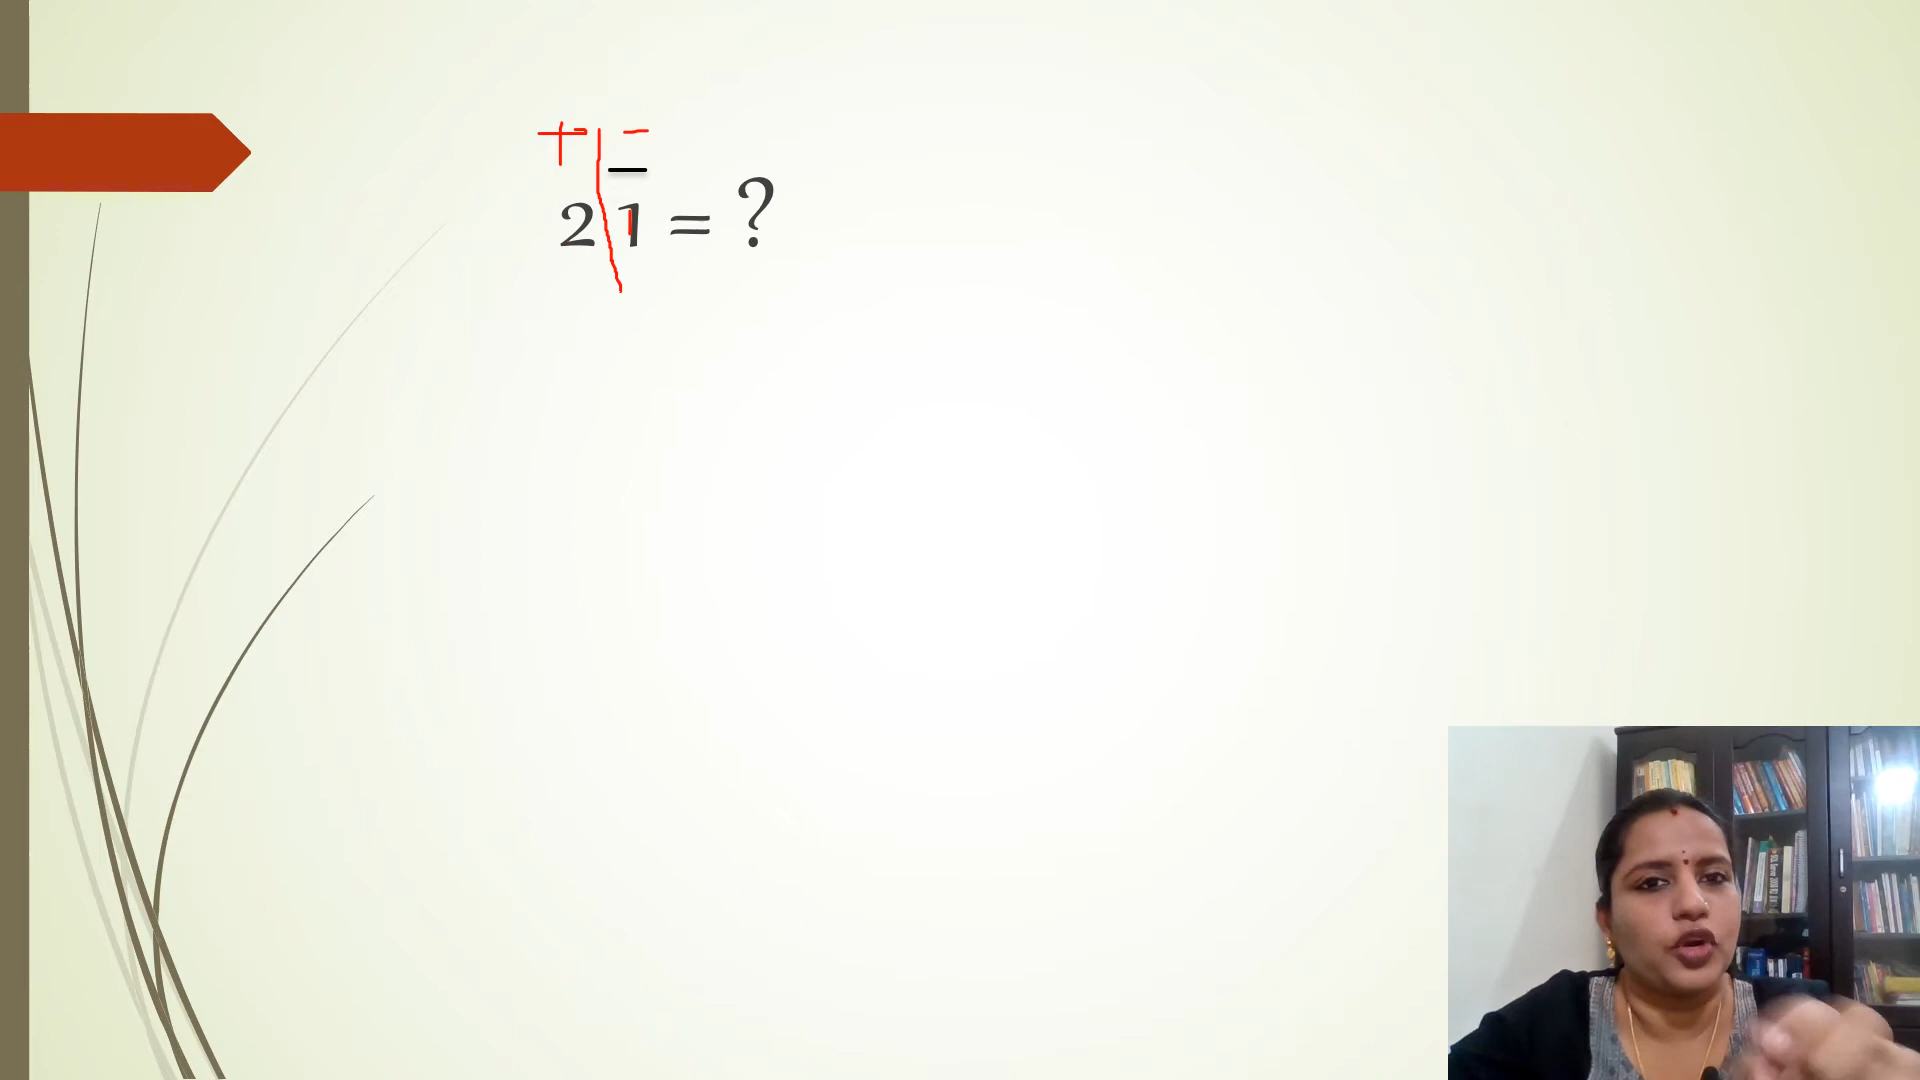 + - | -
2 1̅ = ?